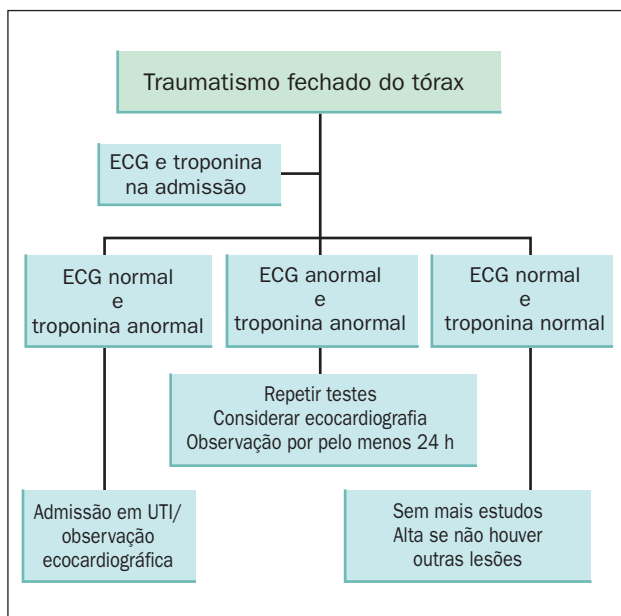 Traumatismo fechado do tórax
ECG e troponina
na admissão
ECG normal
e
troponina anormal
ECG anormal
e
troponina anormal
ECG normal
e
troponina normal
Repetir testes
Considerar ecocardiografia
Observação por pelo menos 24 h
Admissão em UTI/
observação
ecocardiográfica
Sem mais estudos
Alta se não houver
outras lesões